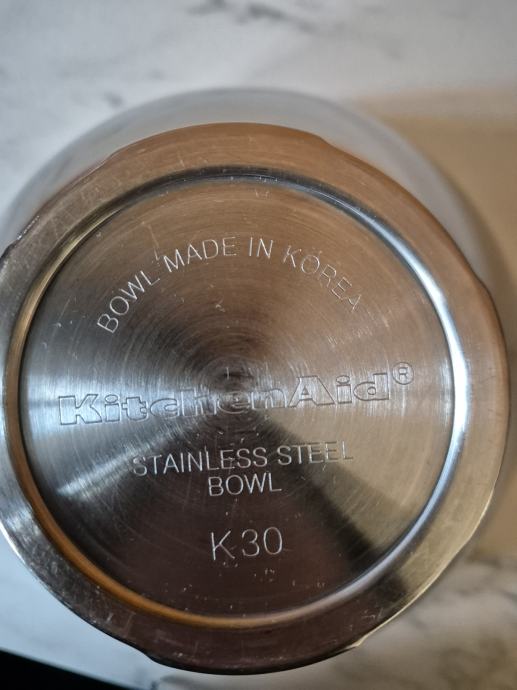 BOWL MADE IN KOREA
KitchenAid®
STAINLESS STEEL
BOWL
K30